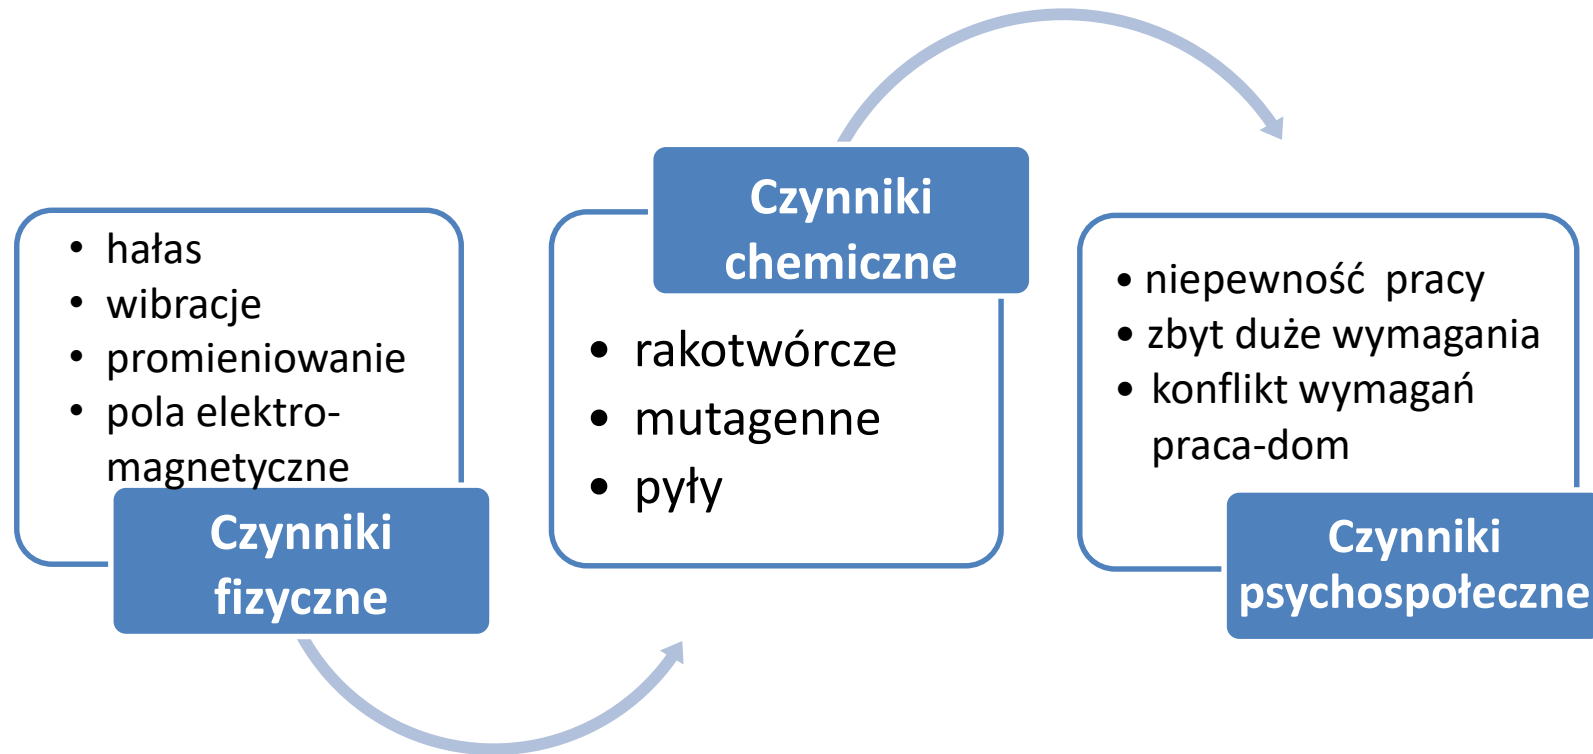 • hałas
• wibracje
• promieniowanie
• pola elektro-
magnetyczne
Czynniki
fizyczne
Czynniki
chemiczne
• rakotwórcze
• mutagenne
• pyły
• niepewność pracy
• zbyt duże wymagania
• konflikt wymagań
praca-dom
Czynniki
psychospołeczne